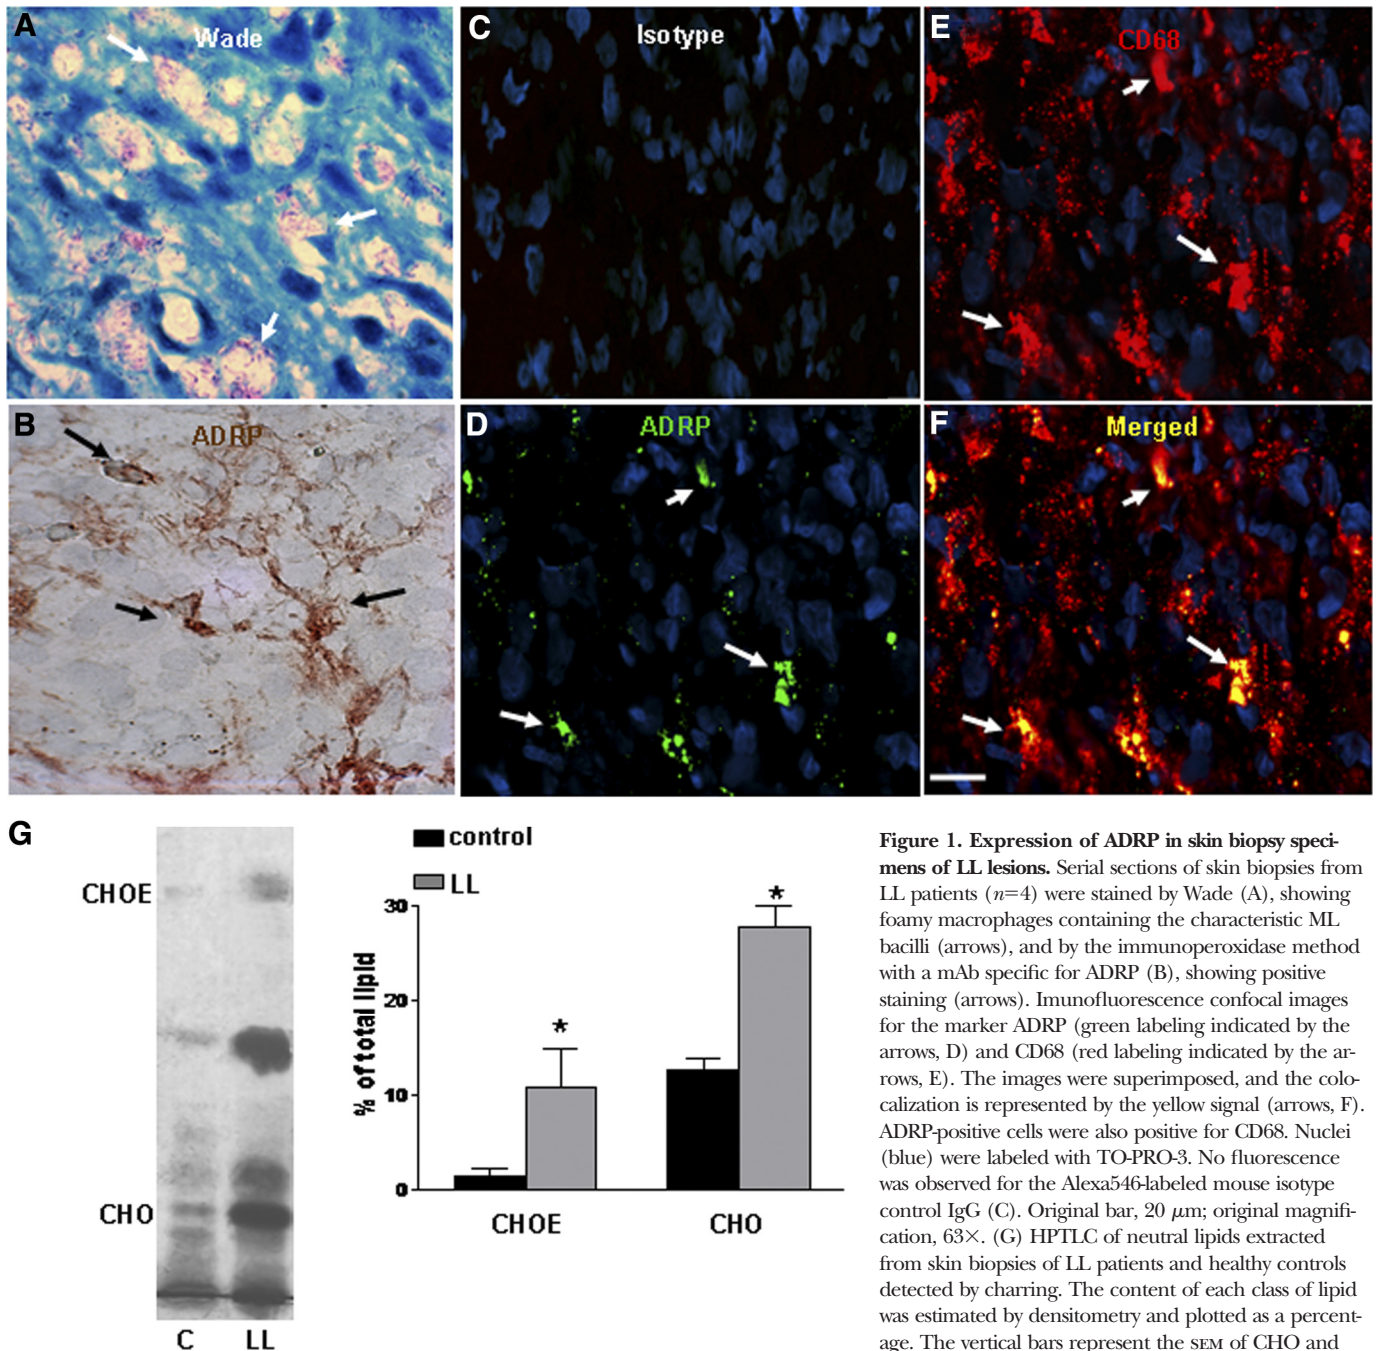 A
Wade
C
Isotype
E
CD68
B
ADRP
D
ADRP
F
Merged
G
CHOE
CHO
C
LL
control
LL
30
20
10
0
% of total lipid
*
*
CHOE
CHO
Figure 1. Expression of ADRP in skin biopsy speci-
mens of LL lesions. Serial sections of skin biopsies from
LL patients (n=4) were stained by Wade (A), showing
foamy macrophages containing the characteristic ML
bacilli (arrows), and by the immunoperoxidase method
with a mAb specific for ADRP (B), showing positive
staining (arrows). Imunofluorescence confocal images
for the marker ADRP (green labeling indicated by the
arrows, D) and CD68 (red labeling indicated by the ar-
rows, E). The images were superimposed, and the colo-
calization is represented by the yellow signal (arrows, F).
ADRP-positive cells were also positive for CD68. Nuclei
(blue) were labeled with TO-PRO-3. No fluorescence
was observed for the Alexa546-labeled mouse isotype
control IgG (C). Original bar, 20 μm; original magnifi-
cation, 63×. (G) HPTLC of neutral lipids extracted
from skin biopsies of LL patients and healthy controls
detected by charring. The content of each class of lipid
was estimated by densitometry and plotted as a percent-
age. The vertical bars represent the SEM of CHO and